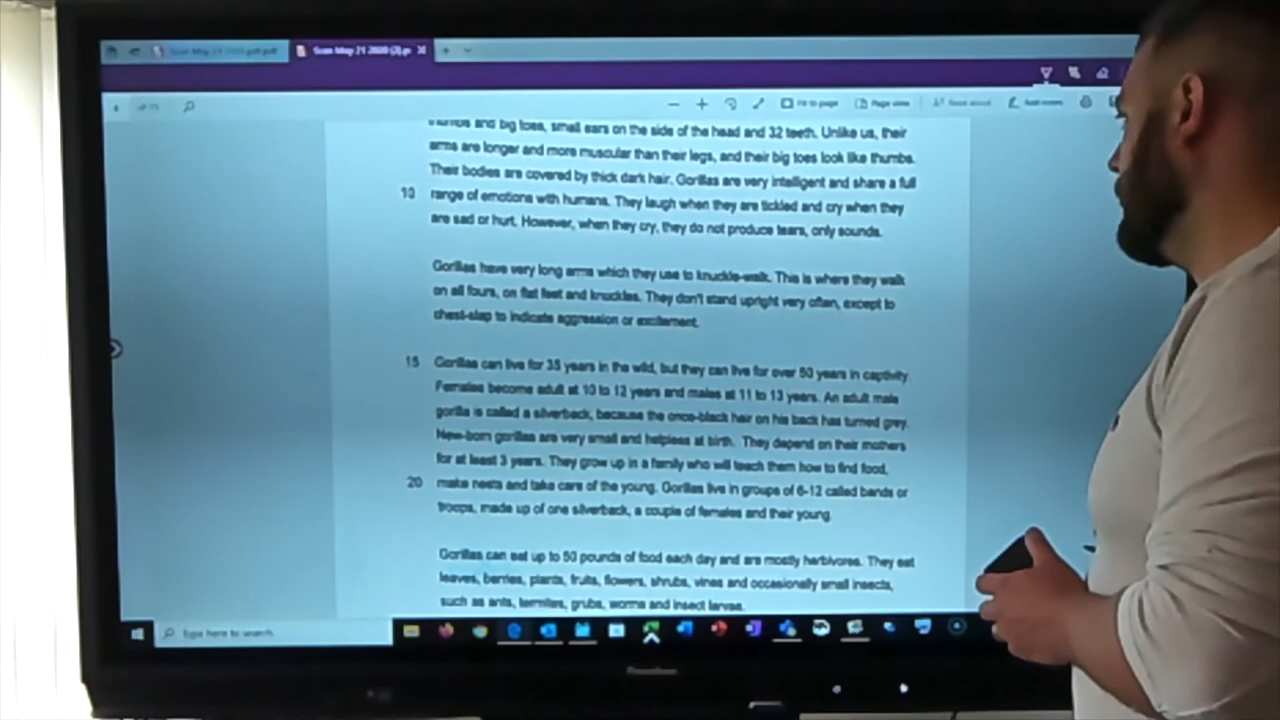 Scan May 21 2020 (2).p
Fit to page
Page view
Read aloud
Add notes
thumbs and big toes, small ears on the side of the head and 32 teeth. Unlike us, their
arms are longer and more muscular than their legs, and their big toes look like thumbs.
Their bodies are covered by thick dark hair. Gorillas are very intelligent and share a full
10 range of emotions with humans. They laugh when they are tickled and cry when they
are sad or hurt. However, when they cry, they do not produce tears, only sounds.
Gorillas have very long arms which they use to knuckle-walk. This is where they walk
on all fours, on flat feet and knuckles. They don't stand upright very often, except to
chest-slap to indicate aggression or excitement.
15 Gorillas can live for 35 years in the wild, but they can live for over 50 years in captivity.
Females become adult at 10 to 12 years and males at 11 to 13 years. An adult male
gorilla is called a silverback, because the once-black hair on his back has turned grey.
New-born gorillas are very small and helpless at birth. They depend on their mothers
for at least 3 years. They grow up in a family who will teach them how to find food,
20 make nests and take care of the young. Gorillas live in groups of 6-12 called bands or
troops, made up of one silverback, a couple of females and their young.
Gorillas can eat up to 50 pounds of food each day and are mostly herbivores. They eat
leaves, berries, plants, fruits, flowers, shrubs, vines and occasionally small insects,
such as ants, termites, grubs, worms and insect larvae.
Type here to search